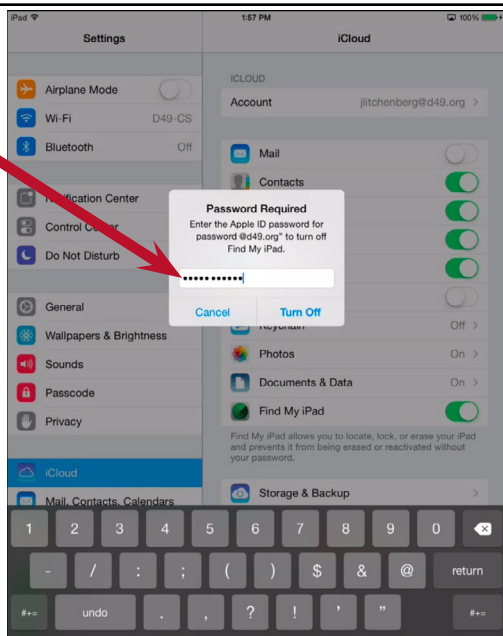 iPad 1:57 PM 100%
Settings
iCloud
Airplane Mode
Wi-Fi D49-CS
Bluetooth Off
Notification Center
Control Center
Do Not Disturb
General
Wallpapers & Brightness
Sounds
Passcode
Privacy
iCloud
Mail, Contacts, Calendars
ICLOUD
Account jlitchenberg@d49.org >
Mail
Contacts
Password Required
Enter the Apple ID password for
password @d49.org" to turn off
Find My iPad.
•••••••••••
Cancel Turn Off
Keychain Off >
Photos On >
Documents & Data On >
Find My iPad
Find My iPad allows you to locate, lock, or erase your iPad
and prevents it from being erased or reactivated without
your password.
Storage & Backup >
1 2 3 4 5 6 7 8 9 0
- / : ; ( ) $ & @ return
#+= undo . , ? ! ' " #+=